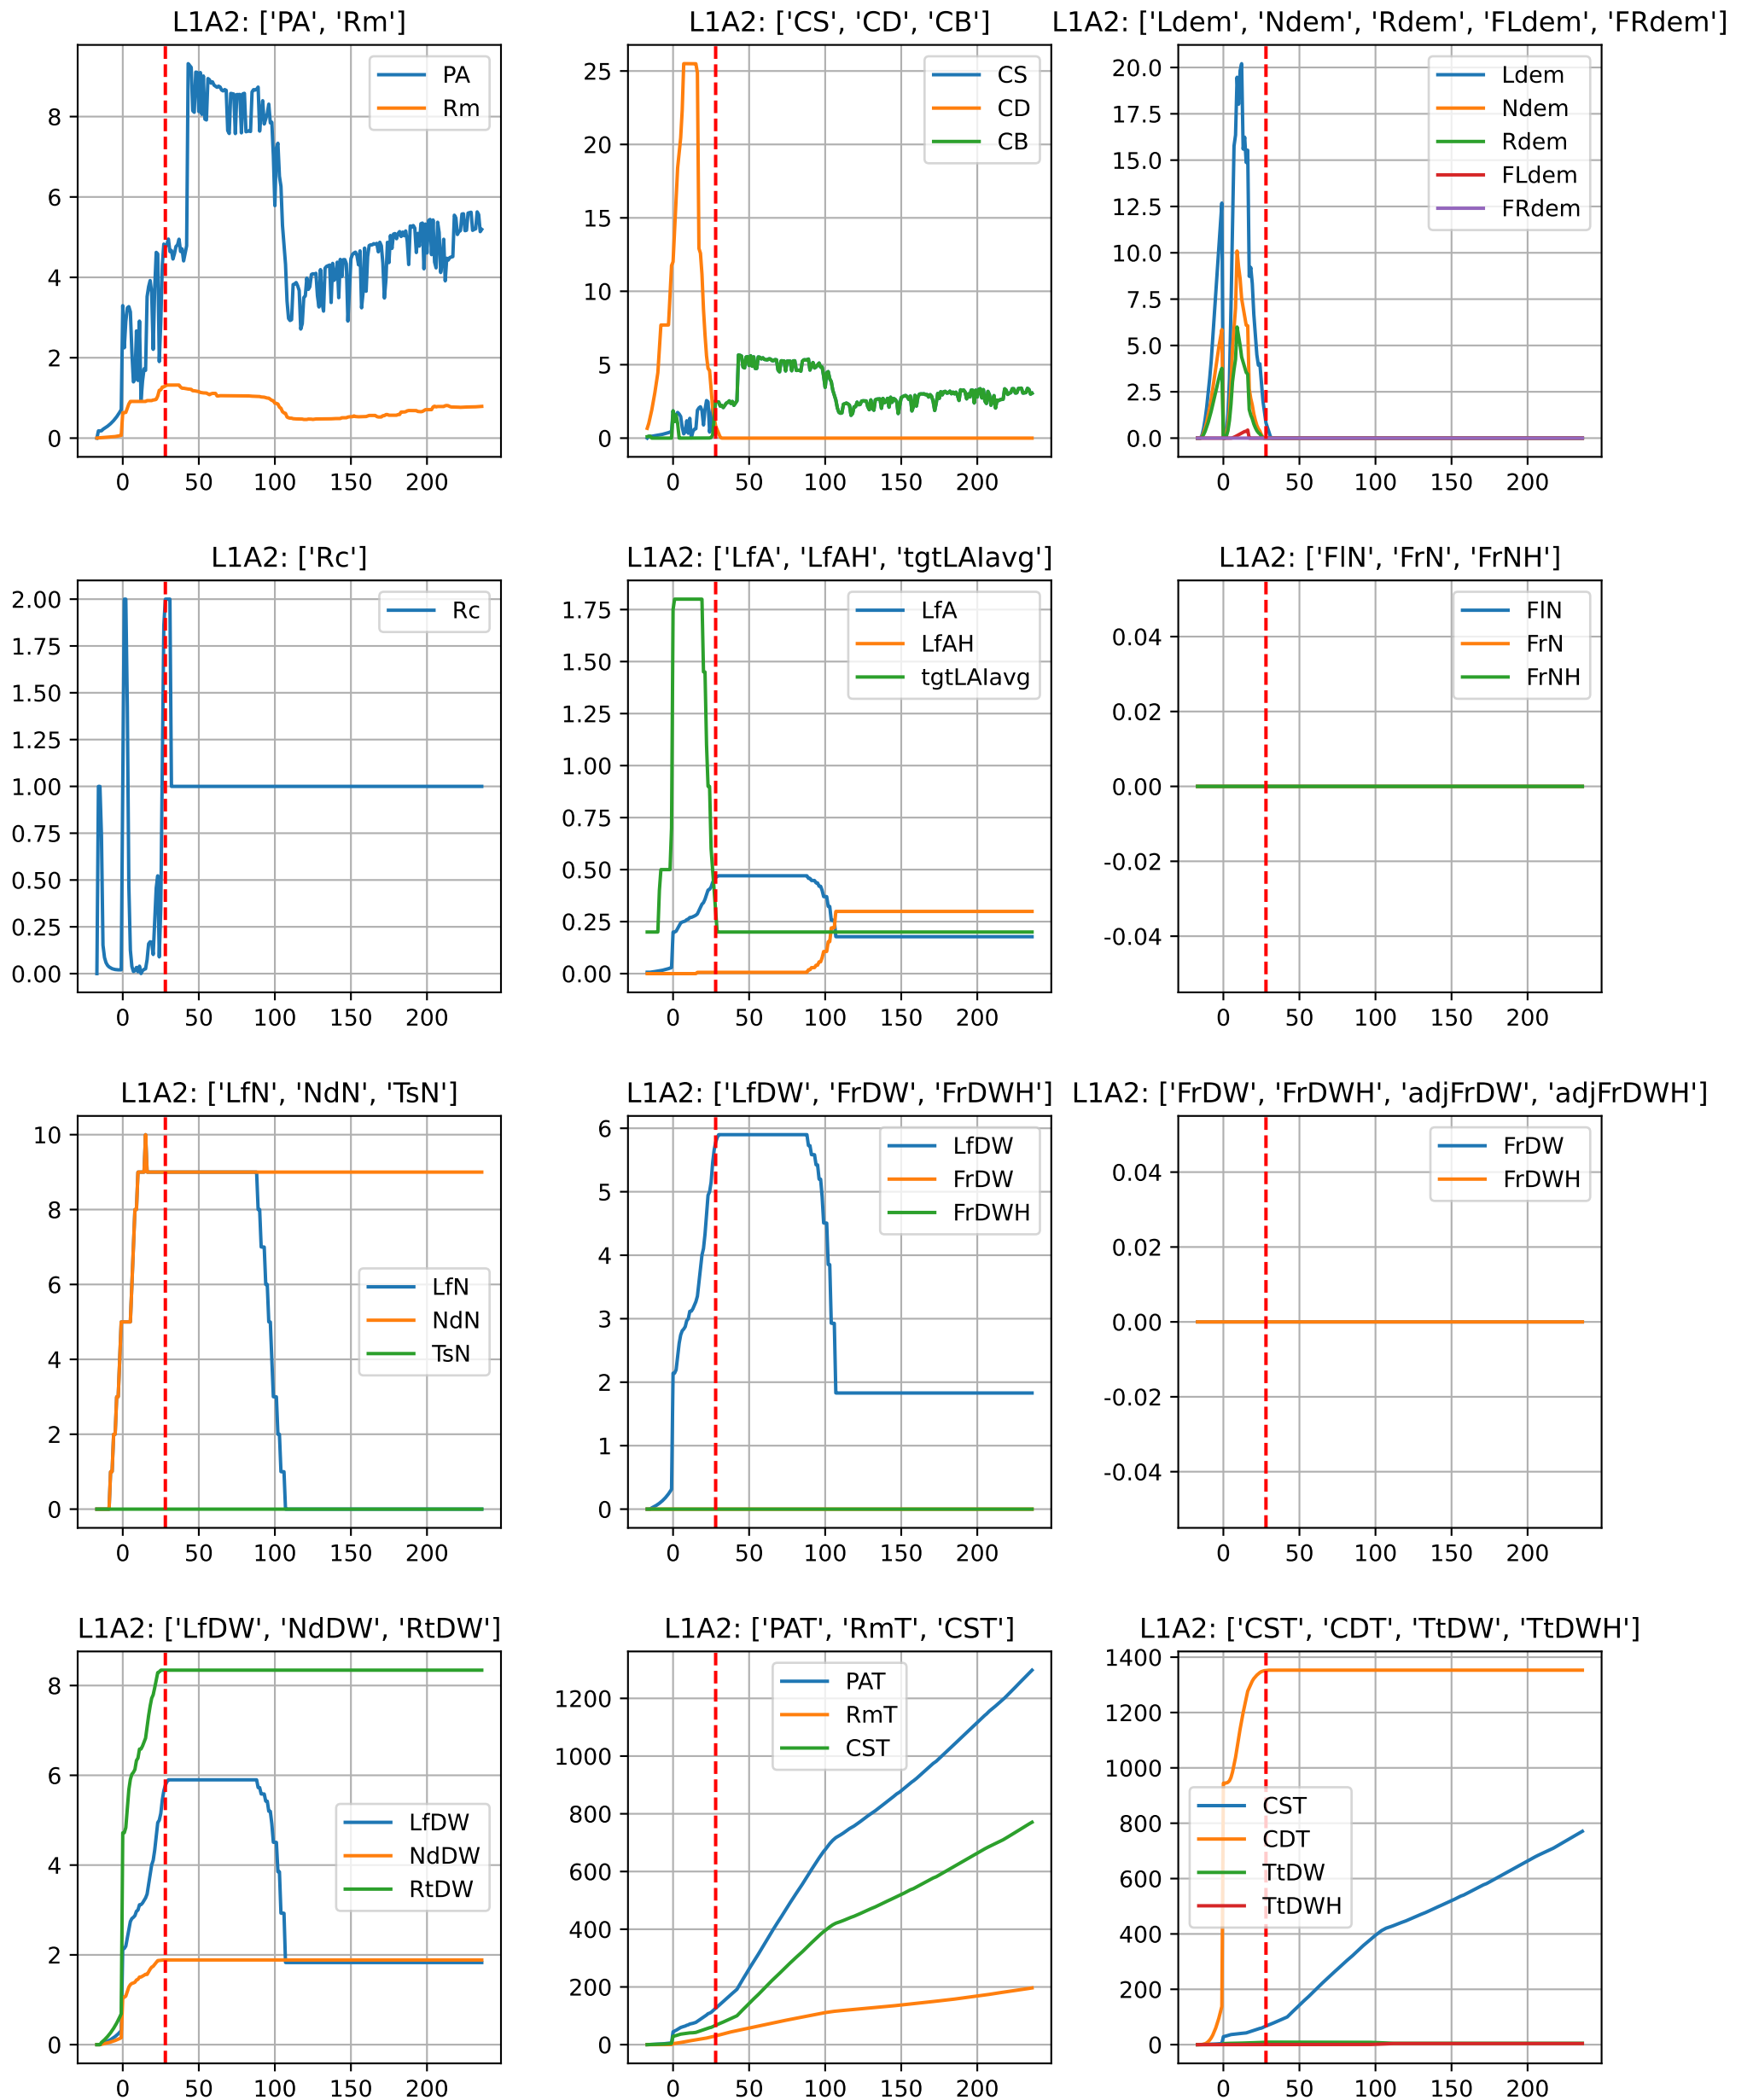 L1A2: ['PA', 'Rm']
PA
Rm
8
6
4
2
0
0 50 100 150 200
L1A2: ['CS', 'CD', 'CB']
CS
CD
CB
25
20
15
10
5
0
0 50 100 150 200
L1A2: ['Ldem', 'Ndem', 'Rdem', 'FLdem', 'FRdem']
Ldem
Ndem
Rdem
FLdem
FRdem
20.0
17.5
15.0
12.5
10.0
7.5
5.0
2.5
0.0
0 50 100 150 200
L1A2: ['Rc']
Rc
2.00
1.75
1.50
1.25
1.00
0.75
0.50
0.25
0.00
0 50 100 150 200
L1A2: ['LfA', 'LfAH', 'tgtLAIavg']
LfA
LfAH
tgtLAIavg
1.75
1.50
1.25
1.00
0.75
0.50
0.25
0.00
0 50 100 150 200
L1A2: ['FlN', 'FrN', 'FrNH']
FlN
FrN
FrNH
0.04
0.02
0.00
-0.02
-0.04
0 50 100 150 200
L1A2: ['LfN', 'NdN', 'TsN']
LfN
NdN
TsN
10
8
6
4
2
0
0 50 100 150 200
L1A2: ['LfDW', 'FrDW', 'FrDWH']
LfDW
FrDW
FrDWH
6
5
4
3
2
1
0
0 50 100 150 200
L1A2: ['FrDW', 'FrDWH', 'adjFrDW', 'adjFrDWH']
FrDW
FrDWH
0.04
0.02
0.00
-0.02
-0.04
0 50 100 150 200
L1A2: ['LfDW', 'NdDW', 'RtDW']
LfDW
NdDW
RtDW
8
6
4
2
0
0 50 100 150 200
L1A2: ['PAT', 'RmT', 'CST']
PAT
RmT
CST
1200
1000
800
600
400
200
0
0 50 100 150 200
L1A2: ['CST', 'CDT', 'TtDW', 'TtDWH']
CST
CDT
TtDW
TtDWH
1400
1200
1000
800
600
400
200
0
0 50 100 150 200